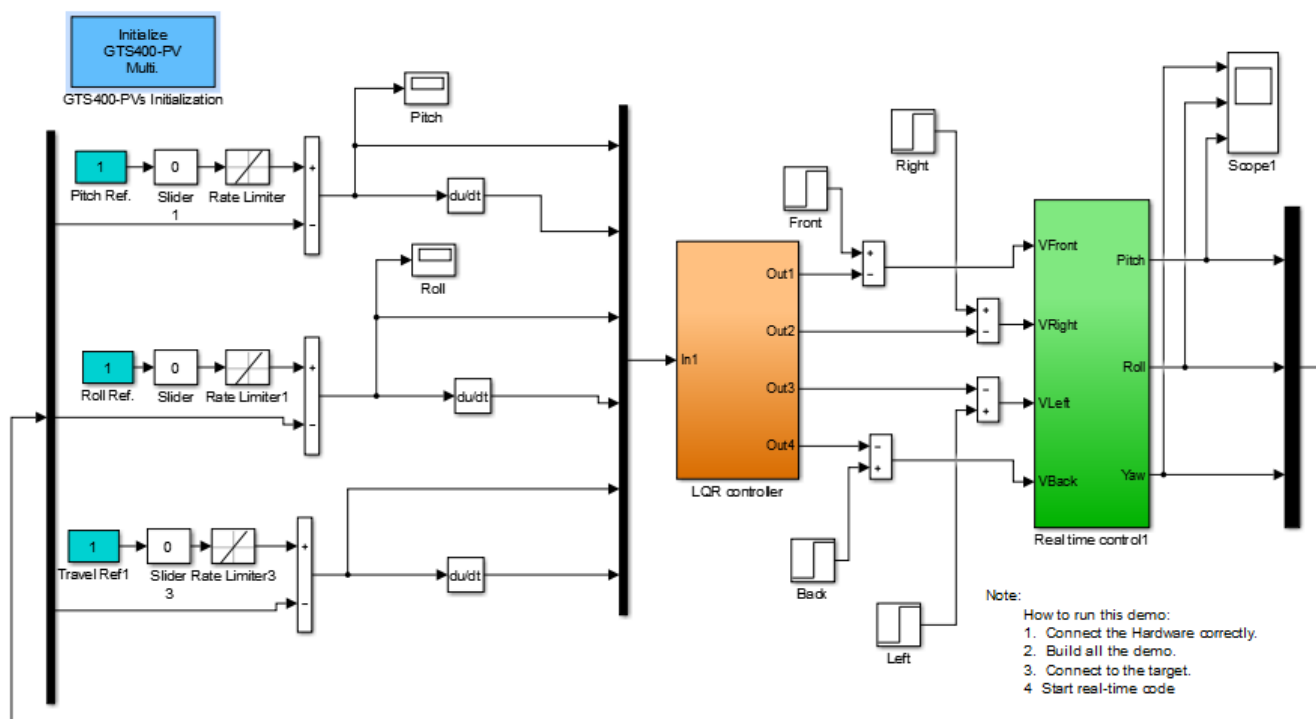 Initialize
GTS400-PV
Multi.
GTS400-PVs Initialization
Pitch
1
0
Pitch Ref.
Slider
1
Rate Limiter
+
−
du/dt
Roll
1
0
Roll Ref.
Slider
Rate Limiter1
+
−
du/dt
1
0
Travel Ref1
Slider
3
Rate Limiter3
+
−
du/dt
In1
Out1
Out2
Out3
Out4
LQR controller
Right
Front
+
−
+
−
−
+
−
+
Back
Left
VFront
VRight
VLeft
VBack
Pitch
Roll
Yaw
Real time control1
Scope1
Note:
How to run this demo:
1. Connect the Hardware correctly.
2. Build all the demo.
3. Connect to the target.
4 Start real-time code